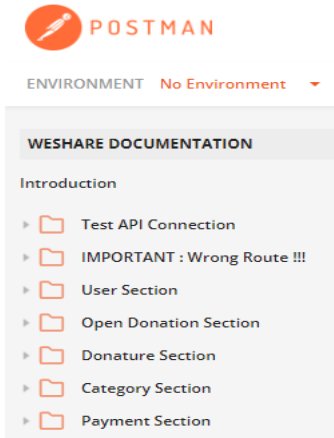 POSTMAN
ENVIRONMENT No Environment
WESHARE DOCUMENTATION
Introduction
Test API Connection
IMPORTANT : Wrong Route !!!
User Section
Open Donation Section
Donature Section
Category Section
Payment Section